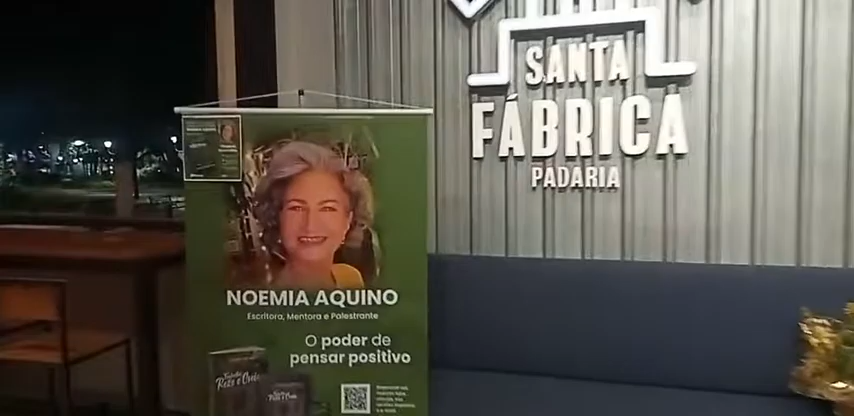 SANTA
FÁBRICA
PADARIA
NOEMIA AQUINO
Escritora, Mentora e Palestrante
O poder de
pensar positivo